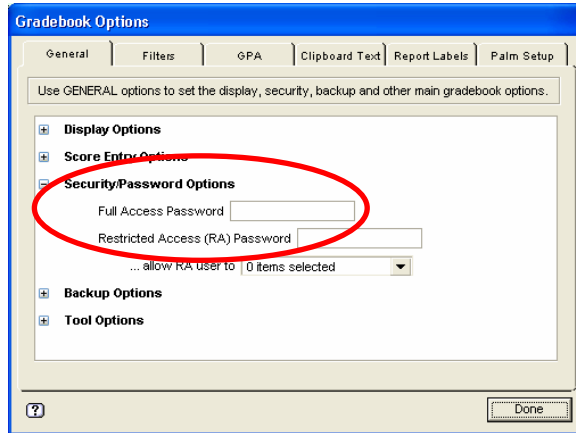 Gradebook Options
General Filters GPA Clipboard Text Report Labels Palm Setup
Use GENERAL options to set the display, security, backup and other main gradebook options.
Display Options
Score Entry Options
Security/Password Options
Full Access Password
Restricted Access (RA) Password
... allow RA user to 0 items selected
Backup Options
Tool Options
? Done